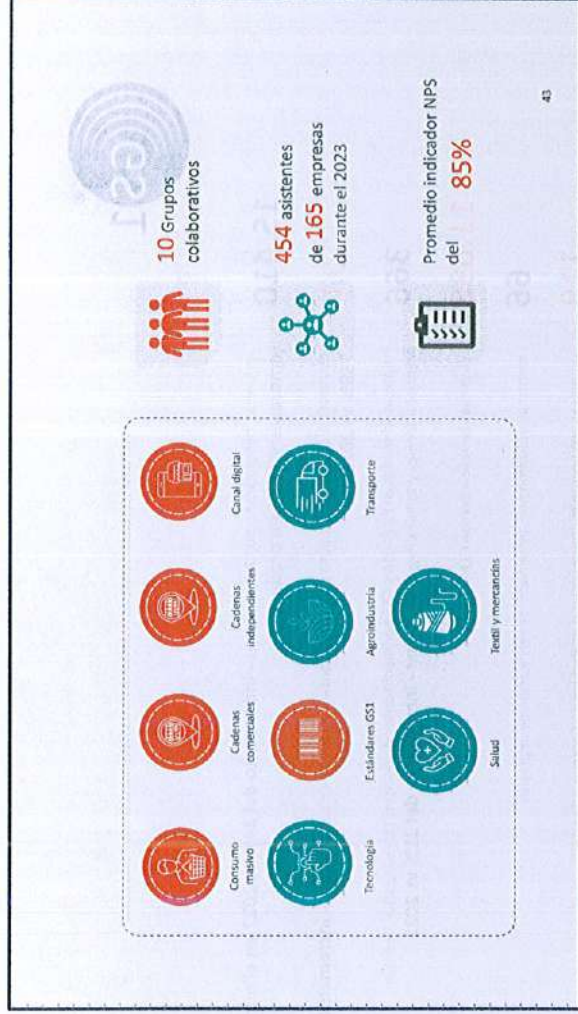 Consumo
masivo
Cadenas
comerciales
Cadenas
independientes
Canal digital
Tecnología
Estándares GS1
Agroindustria
Transporte
Salud
Textil y mercancías
10 Grupos
colaborativos
454 asistentes
de 165 empresas
durante el 2023
Promedio indicador NPS
del 85%
GS1
43